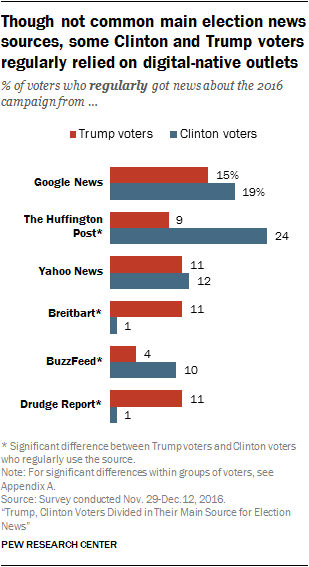 Though not common main election news
sources, some Clinton and Trump voters
regularly relied on digital-native outlets
% of voters who regularly got news about the 2016
campaign from ...
Trump voters Clinton voters
Google News 15% 19%
The Huffington
Post* 9 24
Yahoo News 11 12
Breitbart* 11 1
BuzzFeed* 4 10
Drudge Report* 11 1
* Significant difference between Trump voters and Clinton voters
who regularly use the source.
Note: For significant differences within groups of voters, see
Appendix A.
Source: Survey conducted Nov. 29-Dec. 12, 2016.
“Trump, Clinton Voters Divided in Their Main Source for Election
News”
PEW RESEARCH CENTER